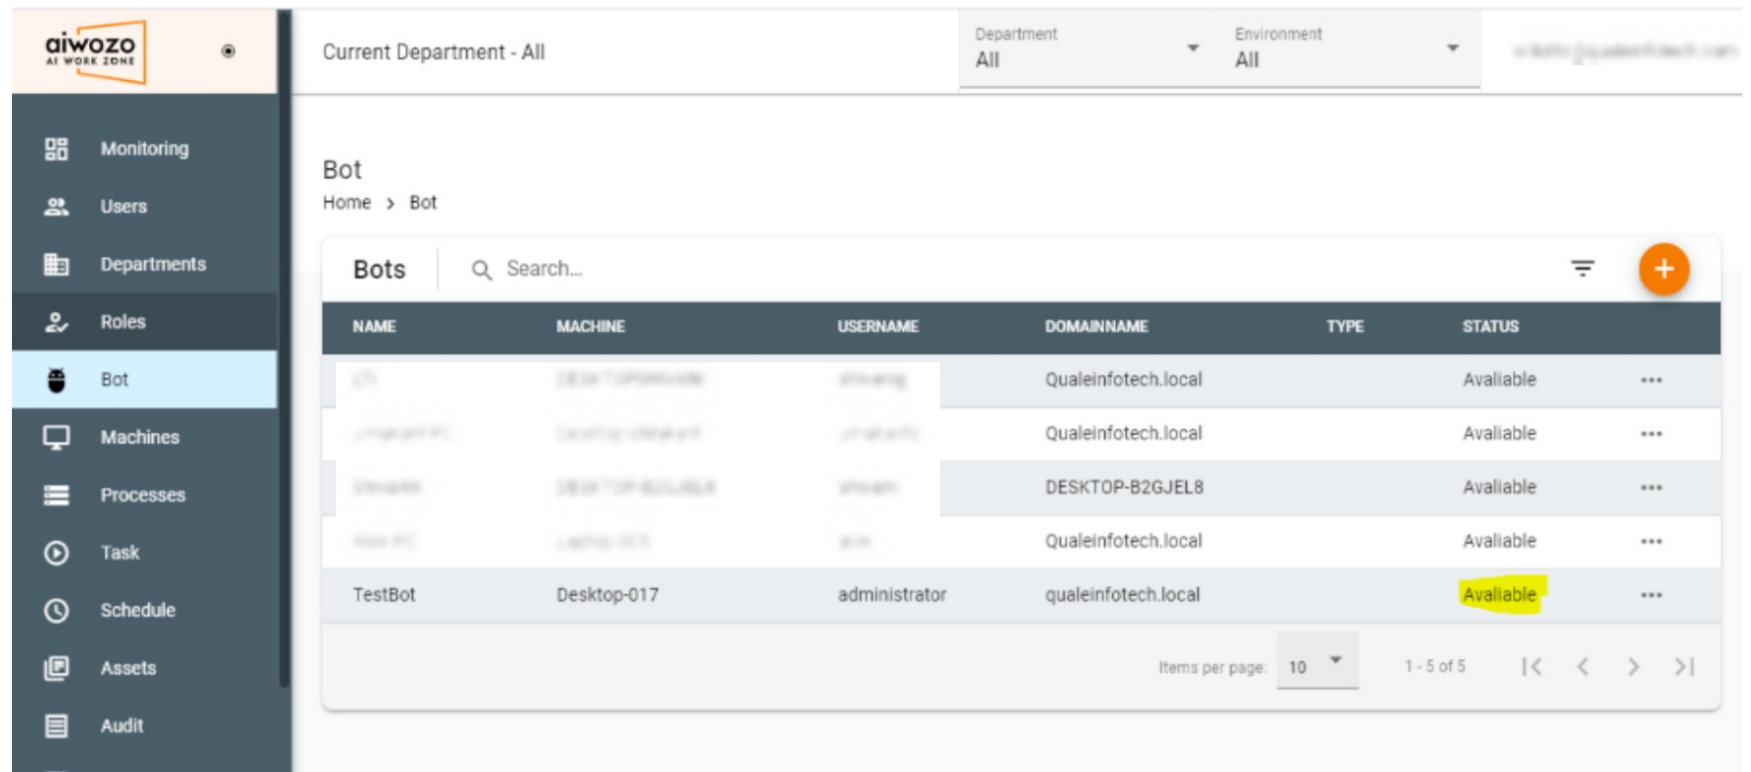 aiwozo
AI WORK ZONE
Current Department - All
Department
All
Environment
All
Monitoring
Users
Departments
Roles
Bot
Machines
Processes
Task
Schedule
Assets
Audit
Bot
Home > Bot
Bots
Search...
NAME MACHINE USERNAME DOMAINNAME TYPE STATUS
Qualeinfotech.local Avaliable ...
Qualeinfotech.local Avaliable ...
DESKTOP-B2GJEL8 Avaliable ...
Qualeinfotech.local Avaliable ...
TestBot Desktop-017 administrator qualeinfotech.local Avaliable ...
Items per page: 10 1 - 5 of 5